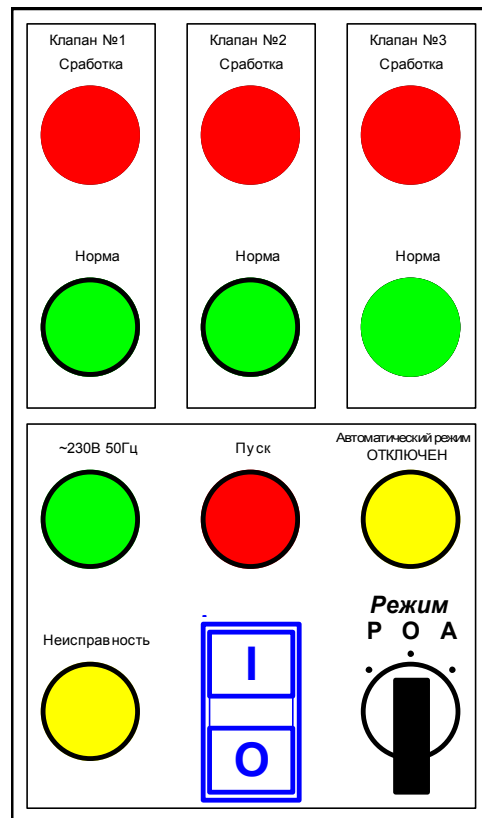 Клапан №1
Сработка
Клапан №2
Сработка
Клапан №3
Сработка
Норма
Норма
Норма
~230В 50Гц
Пуск
Автоматический режим
ОТКЛЮЧЕН
Неисправность
I
O
Режим
Р О А